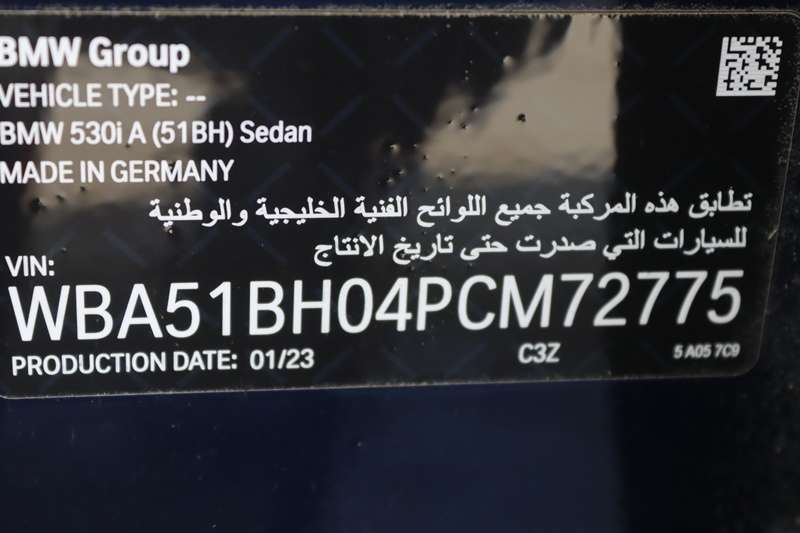 BMW Group
VEHICLE TYPE: --
BMW 530i A (51BH) Sedan
MADE IN GERMANY
تطابق هذه المركبة جميع اللوائح الفنية الخليجية والوطنية
للسيارات التي صدرت حتى تاريخ الانتاج
VIN:
WBA51BH04PCM72775
PRODUCTION DATE: 01/23
C3Z
5 A05 7C9